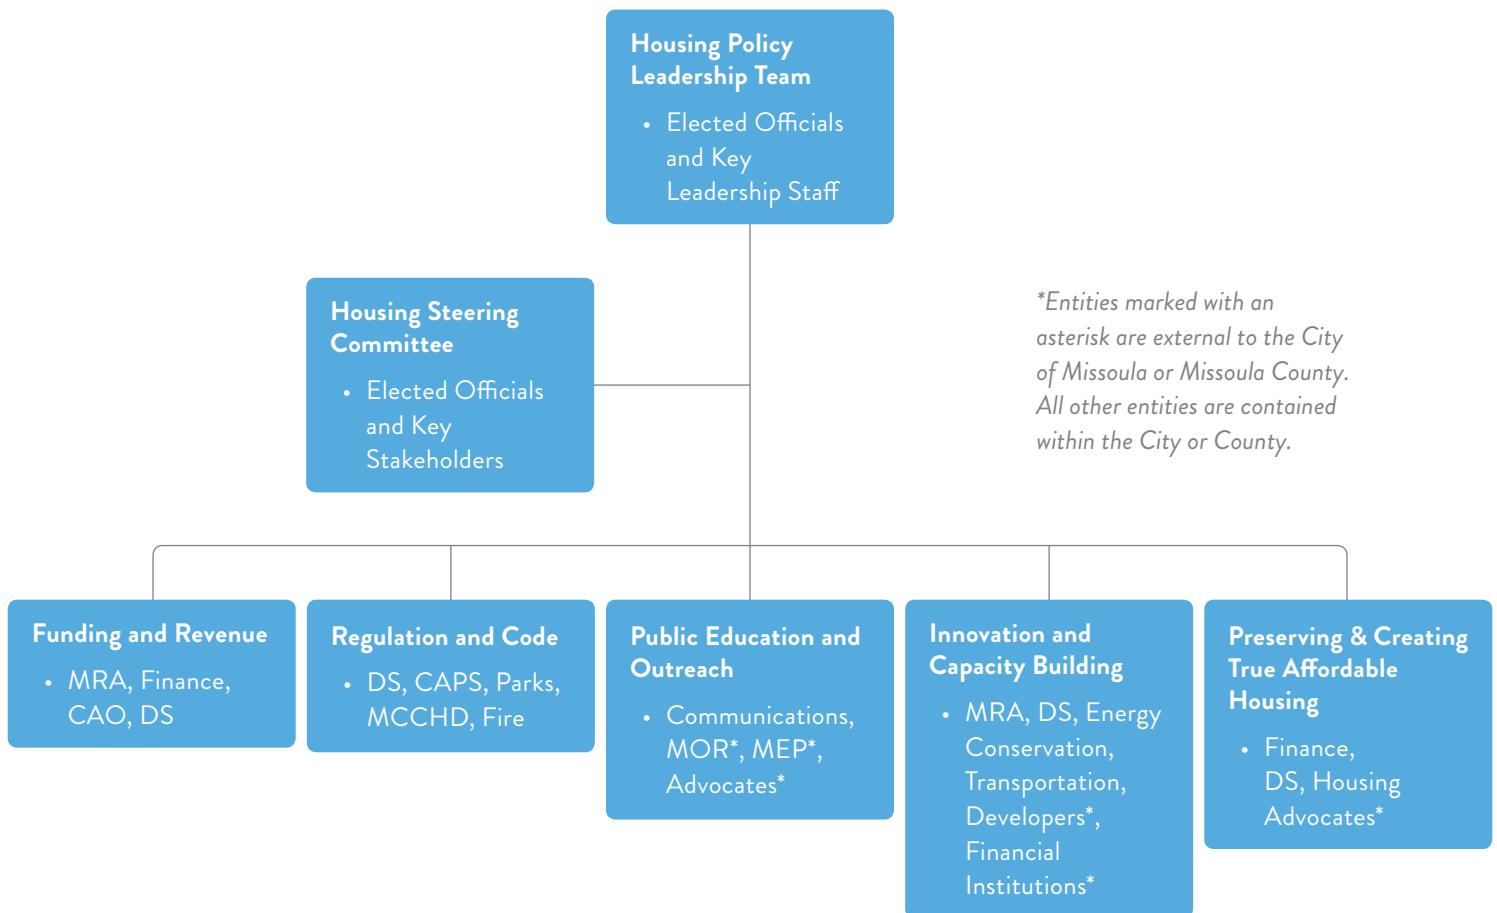 Housing Policy
Leadership Team
• Elected Officials
and Key
Leadership Staff
Housing Steering
Committee
• Elected Officials
and Key
Stakeholders
*Entities marked with an
asterisk are external to the City
of Missoula or Missoula County.
All other entities are contained
within the City or County.
Funding and Revenue
• MRA, Finance,
CAO, DS
Regulation and Code
• DS, CAPS, Parks,
MCCHD, Fire
Public Education and
Outreach
• Communications,
MOR*, MEP*,
Advocates*
Innovation and
Capacity Building
• MRA, DS, Energy
Conservation,
Transportation,
Developers*,
Financial
Institutions*
Preserving & Creating
True Affordable
Housing
• Finance,
DS, Housing
Advocates*